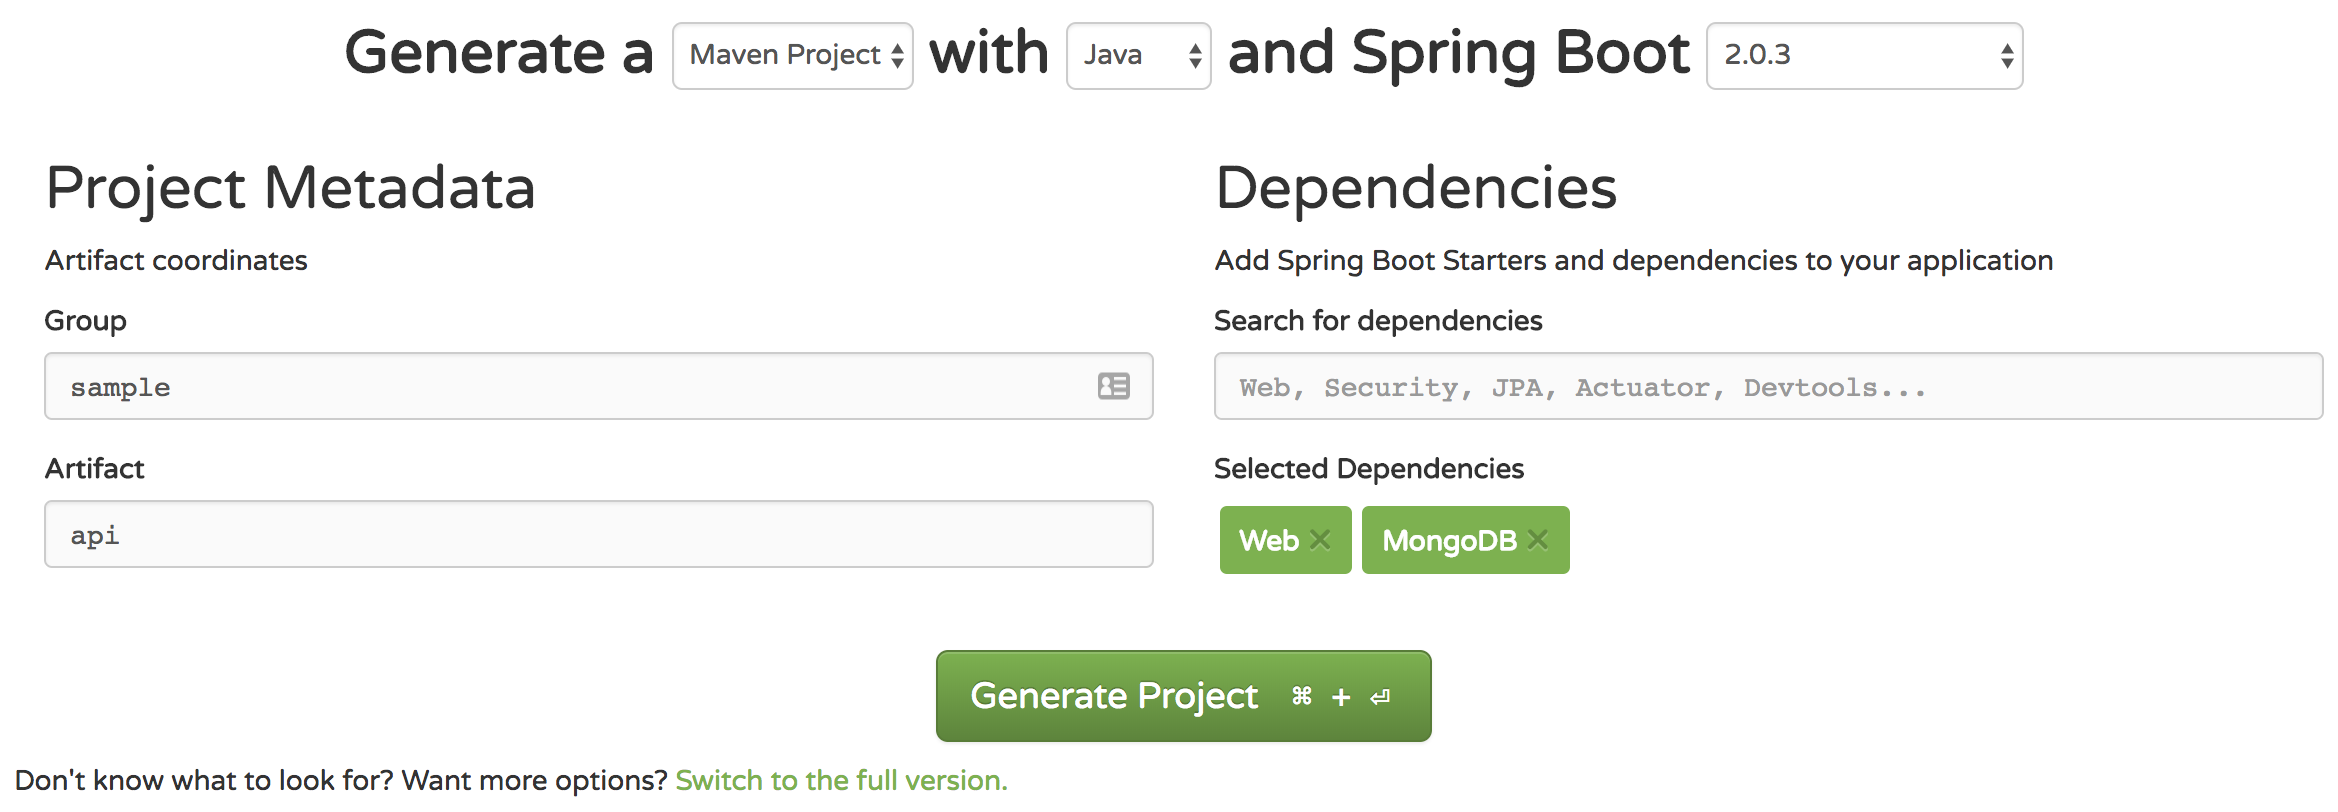 Generate a Maven Project with Java and Spring Boot 2.0.3
Project Metadata
Artifact coordinates
Group
sample
Artifact
api
Dependencies
Add Spring Boot Starters and dependencies to your application
Search for dependencies
Web, Security, JPA, Actuator, Devtools...
Selected Dependencies
Web × MongoDB ×
Generate Project ⌘ + ⏎
Don't know what to look for? Want more options? Switch to the full version.